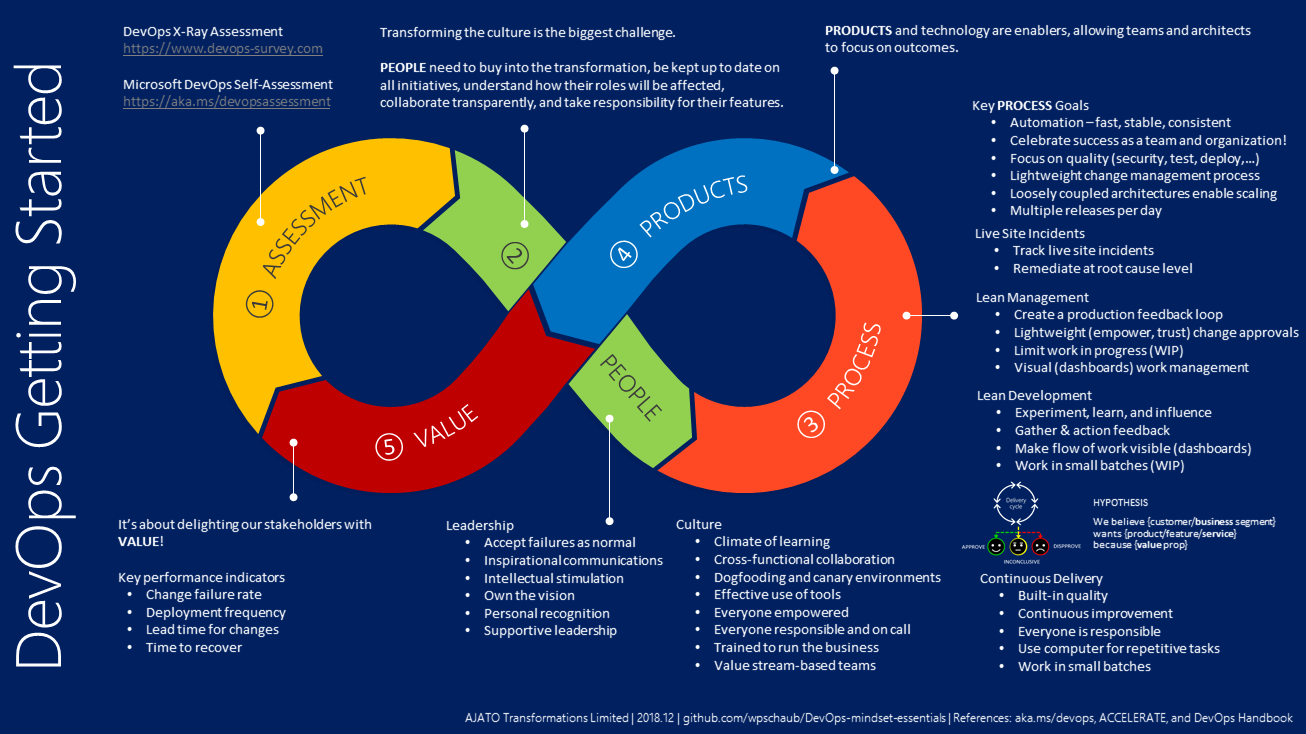 DevOps Getting Started
DevOps X-Ray Assessment
https://www.devops-survey.com
Microsoft DevOps Self-Assessment
https://aka.ms/devopsassessment
Transforming the culture is the biggest challenge.
PEOPLE need to buy into the transformation, be kept up to date on
all initiatives, understand how their roles will be affected,
collaborate transparently, and take responsibility for their features.
PRODUCTS and technology are enablers, allowing teams and architects
to focus on outcomes.
1 ASSESSMENT
2
PEOPLE
3 PROCESS
4 PRODUCTS
5 VALUE
Key PROCESS Goals
• Automation – fast, stable, consistent
• Celebrate success as a team and organization!
• Focus on quality (security, test, deploy,...)
• Lightweight change management process
• Loosely coupled architectures enable scaling
• Multiple releases per day
Live Site Incidents
• Track live site incidents
• Remediate at root cause level
Lean Management
• Create a production feedback loop
• Lightweight (empower, trust) change approvals
• Limit work in progress (WIP)
• Visual (dashboards) work management
Lean Development
• Experiment, learn, and influence
• Gather & action feedback
• Make flow of work visible (dashboards)
• Work in small batches (WIP)
Delivery
cycle
APPROVE
DISPPROVE
INCONCLUSIVE
HYPOTHESIS
We believe {customer/business segment}
wants {product/feature/service}
because {value prop}
Continuous Delivery
• Built-in quality
• Continuous improvement
• Everyone is responsible
• Use computer for repetitive tasks
• Work in small batches
It's about delighting our stakeholders with
VALUE!
Key performance indicators
• Change failure rate
• Deployment frequency
• Lead time for changes
• Time to recover
Leadership
• Accept failures as normal
• Inspirational communications
• Intellectual stimulation
• Own the vision
• Personal recognition
• Supportive leadership
Culture
• Climate of learning
• Cross-functional collaboration
• Dogfooding and canary environments
• Effective use of tools
• Everyone empowered
• Everyone responsible and on call
• Trained to run the business
• Value stream-based teams
AJATO Transformations Limited | 2018.12 | github.com/wpschaub/DevOps-mindset-essentials | References: aka.ms/devops, ACCELERATE, and DevOps Handbook